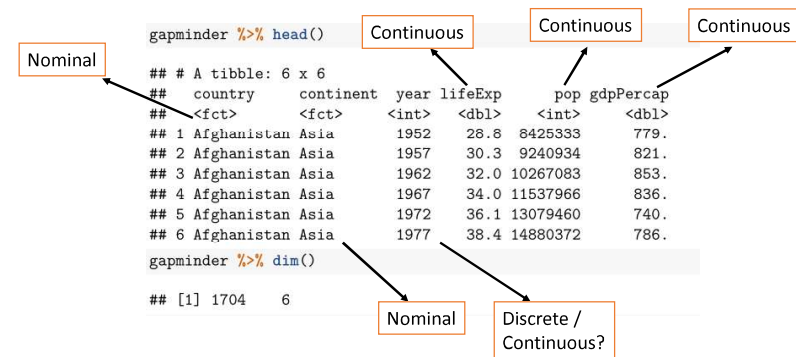 gapminder %>% head()
Continuous
Continuous
Continuous
Nominal
## # A tibble: 6 x 6
##   country     continent  year lifeExp      pop gdpPercap
##   <fct>       <fct>     <int>   <dbl>    <int>     <dbl>
## 1 Afghanistan Asia       1952    28.8  8425333      779.
## 2 Afghanistan Asia       1957    30.3  9240934      821.
## 3 Afghanistan Asia       1962    32.0 10267083      853.
## 4 Afghanistan Asia       1967    34.0 11537966      836.
## 5 Afghanistan Asia       1972    36.1 13079460      740.
## 6 Afghanistan Asia       1977    38.4 14880372      786.
gapminder %>% dim()
## [1] 1704    6
Nominal
Discrete /
Continuous?